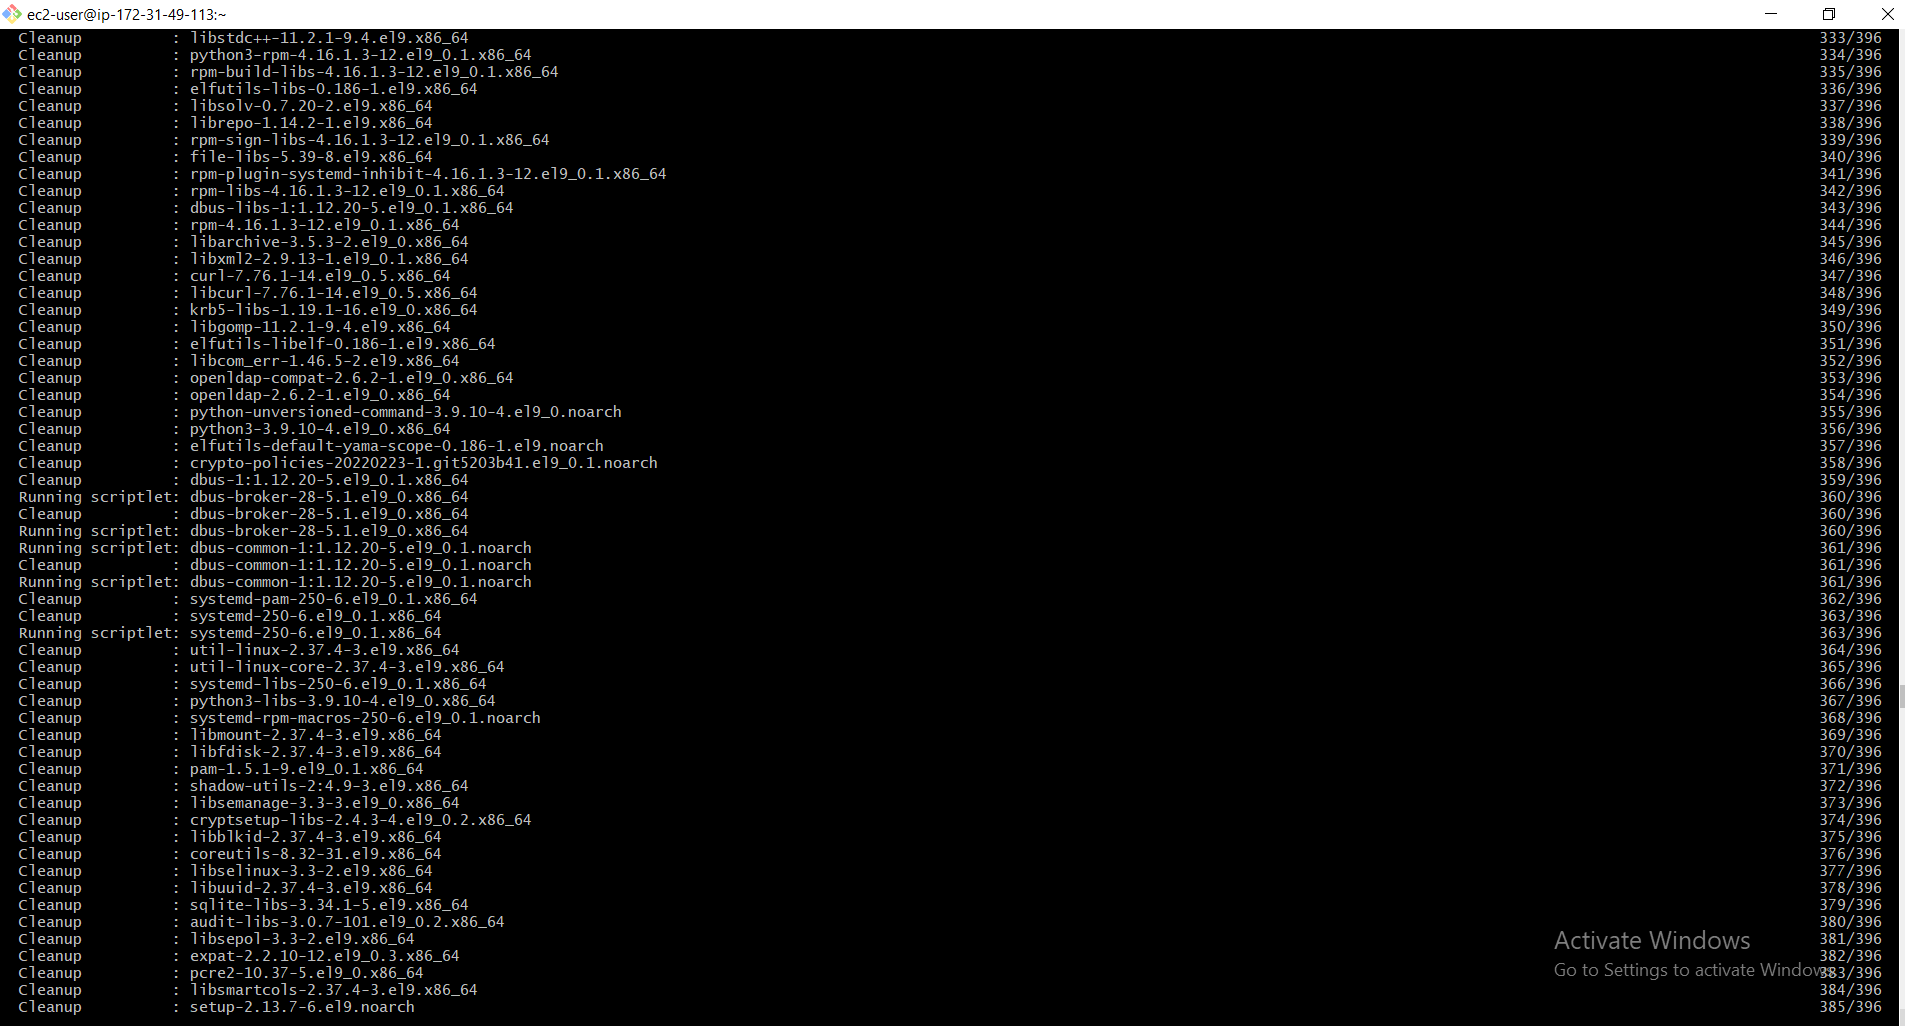 ec2-user@ip-172-31-49-113:~
Cleanup : libstdc++-11.2.1-9.4.el9.x86_64 333/396
Cleanup : python3-rpm-4.16.1.3-12.el9_0.1.x86_64 334/396
Cleanup : rpm-build-libs-4.16.1.3-12.el9_0.1.x86_64 335/396
Cleanup : elfutils-libs-0.186-1.el9.x86_64 336/396
Cleanup : libsolv-0.7.20-2.el9.x86_64 337/396
Cleanup : librepo-1.14.2-1.el9.x86_64 338/396
Cleanup : rpm-sign-libs-4.16.1.3-12.el9_0.1.x86_64 339/396
Cleanup : file-libs-5.39-8.el9.x86_64 340/396
Cleanup : rpm-plugin-systemd-inhibit-4.16.1.3-12.el9_0.1.x86_64 341/396
Cleanup : rpm-libs-4.16.1.3-12.el9_0.1.x86_64 342/396
Cleanup : dbus-libs-1:1.12.20-5.el9_0.1.x86_64 343/396
Cleanup : rpm-4.16.1.3-12.el9_0.1.x86_64 344/396
Cleanup : libarchive-3.5.3-2.el9_0.x86_64 345/396
Cleanup : libxml2-2.9.13-1.el9_0.1.x86_64 346/396
Cleanup : curl-7.76.1-14.el9_0.5.x86_64 347/396
Cleanup : libcurl-7.76.1-14.el9_0.5.x86_64 348/396
Cleanup : krb5-libs-1.19.1-16.el9_0.x86_64 349/396
Cleanup : libgomp-11.2.1-9.4.el9.x86_64 350/396
Cleanup : elfutils-libelf-0.186-1.el9.x86_64 351/396
Cleanup : libcom_err-1.46.5-2.el9.x86_64 352/396
Cleanup : openldap-compat-2.6.2-1.el9_0.x86_64 353/396
Cleanup : openldap-2.6.2-1.el9_0.x86_64 354/396
Cleanup : python-unversioned-command-3.9.10-4.el9_0.noarch 355/396
Cleanup : python3-3.9.10-4.el9_0.x86_64 356/396
Cleanup : elfutils-default-yama-scope-0.186-1.el9.noarch 357/396
Cleanup : crypto-policies-20220223-1.git5203b41.el9_0.1.noarch 358/396
Cleanup : dbus-1:1.12.20-5.el9_0.1.x86_64 359/396
Running scriptlet: dbus-broker-28-5.1.el9_0.x86_64 360/396
Cleanup : dbus-broker-28-5.1.el9_0.x86_64 360/396
Running scriptlet: dbus-broker-28-5.1.el9_0.x86_64 360/396
Running scriptlet: dbus-common-1:1.12.20-5.el9_0.1.noarch 361/396
Cleanup : dbus-common-1:1.12.20-5.el9_0.1.noarch 361/396
Running scriptlet: dbus-common-1:1.12.20-5.el9_0.1.noarch 361/396
Cleanup : systemd-pam-250-6.el9_0.1.x86_64 362/396
Cleanup : systemd-250-6.el9_0.1.x86_64 363/396
Running scriptlet: systemd-250-6.el9_0.1.x86_64 363/396
Cleanup : util-linux-2.37.4-3.el9.x86_64 364/396
Cleanup : util-linux-core-2.37.4-3.el9.x86_64 365/396
Cleanup : systemd-libs-250-6.el9_0.1.x86_64 366/396
Cleanup : python3-libs-3.9.10-4.el9_0.x86_64 367/396
Cleanup : systemd-rpm-macros-250-6.el9_0.1.noarch 368/396
Cleanup : libmount-2.37.4-3.el9.x86_64 369/396
Cleanup : libfdisk-2.37.4-3.el9.x86_64 370/396
Cleanup : pam-1.5.1-9.el9_0.1.x86_64 371/396
Cleanup : shadow-utils-2:4.9-3.el9.x86_64 372/396
Cleanup : libsemanage-3.3-3.el9_0.x86_64 373/396
Cleanup : cryptsetup-libs-2.4.3-4.el9_0.2.x86_64 374/396
Cleanup : libblkid-2.37.4-3.el9.x86_64 375/396
Cleanup : coreutils-8.32-31.el9.x86_64 376/396
Cleanup : libselinux-3.3-2.el9.x86_64 377/396
Cleanup : libuuid-2.37.4-3.el9.x86_64 378/396
Cleanup : sqlite-libs-3.34.1-5.el9.x86_64 379/396
Cleanup : audit-libs-3.0.7-101.el9_0.2.x86_64 380/396
Cleanup : libsepol-3.3-2.el9.x86_64 381/396
Cleanup : expat-2.2.10-12.el9_0.3.x86_64 382/396
Cleanup : pcre2-10.37-5.el9_0.x86_64 383/396
Cleanup : libsmartcols-2.37.4-3.el9.x86_64 384/396
Cleanup : setup-2.13.7-6.el9.noarch 385/396
Activate Windows
Go to Settings to activate Windows